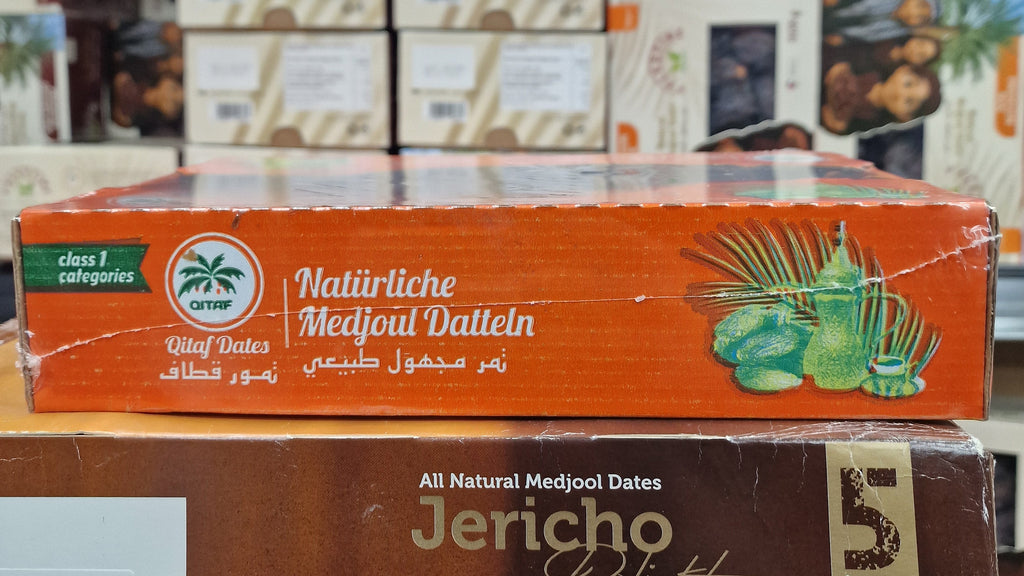 class 1
categories
QITAF
Qitaf Dates
تمور قطاف
Natürliche
Medjoul Datteln
تمر مجهول طبيعي
All Natural Medjool Dates
Jericho
5